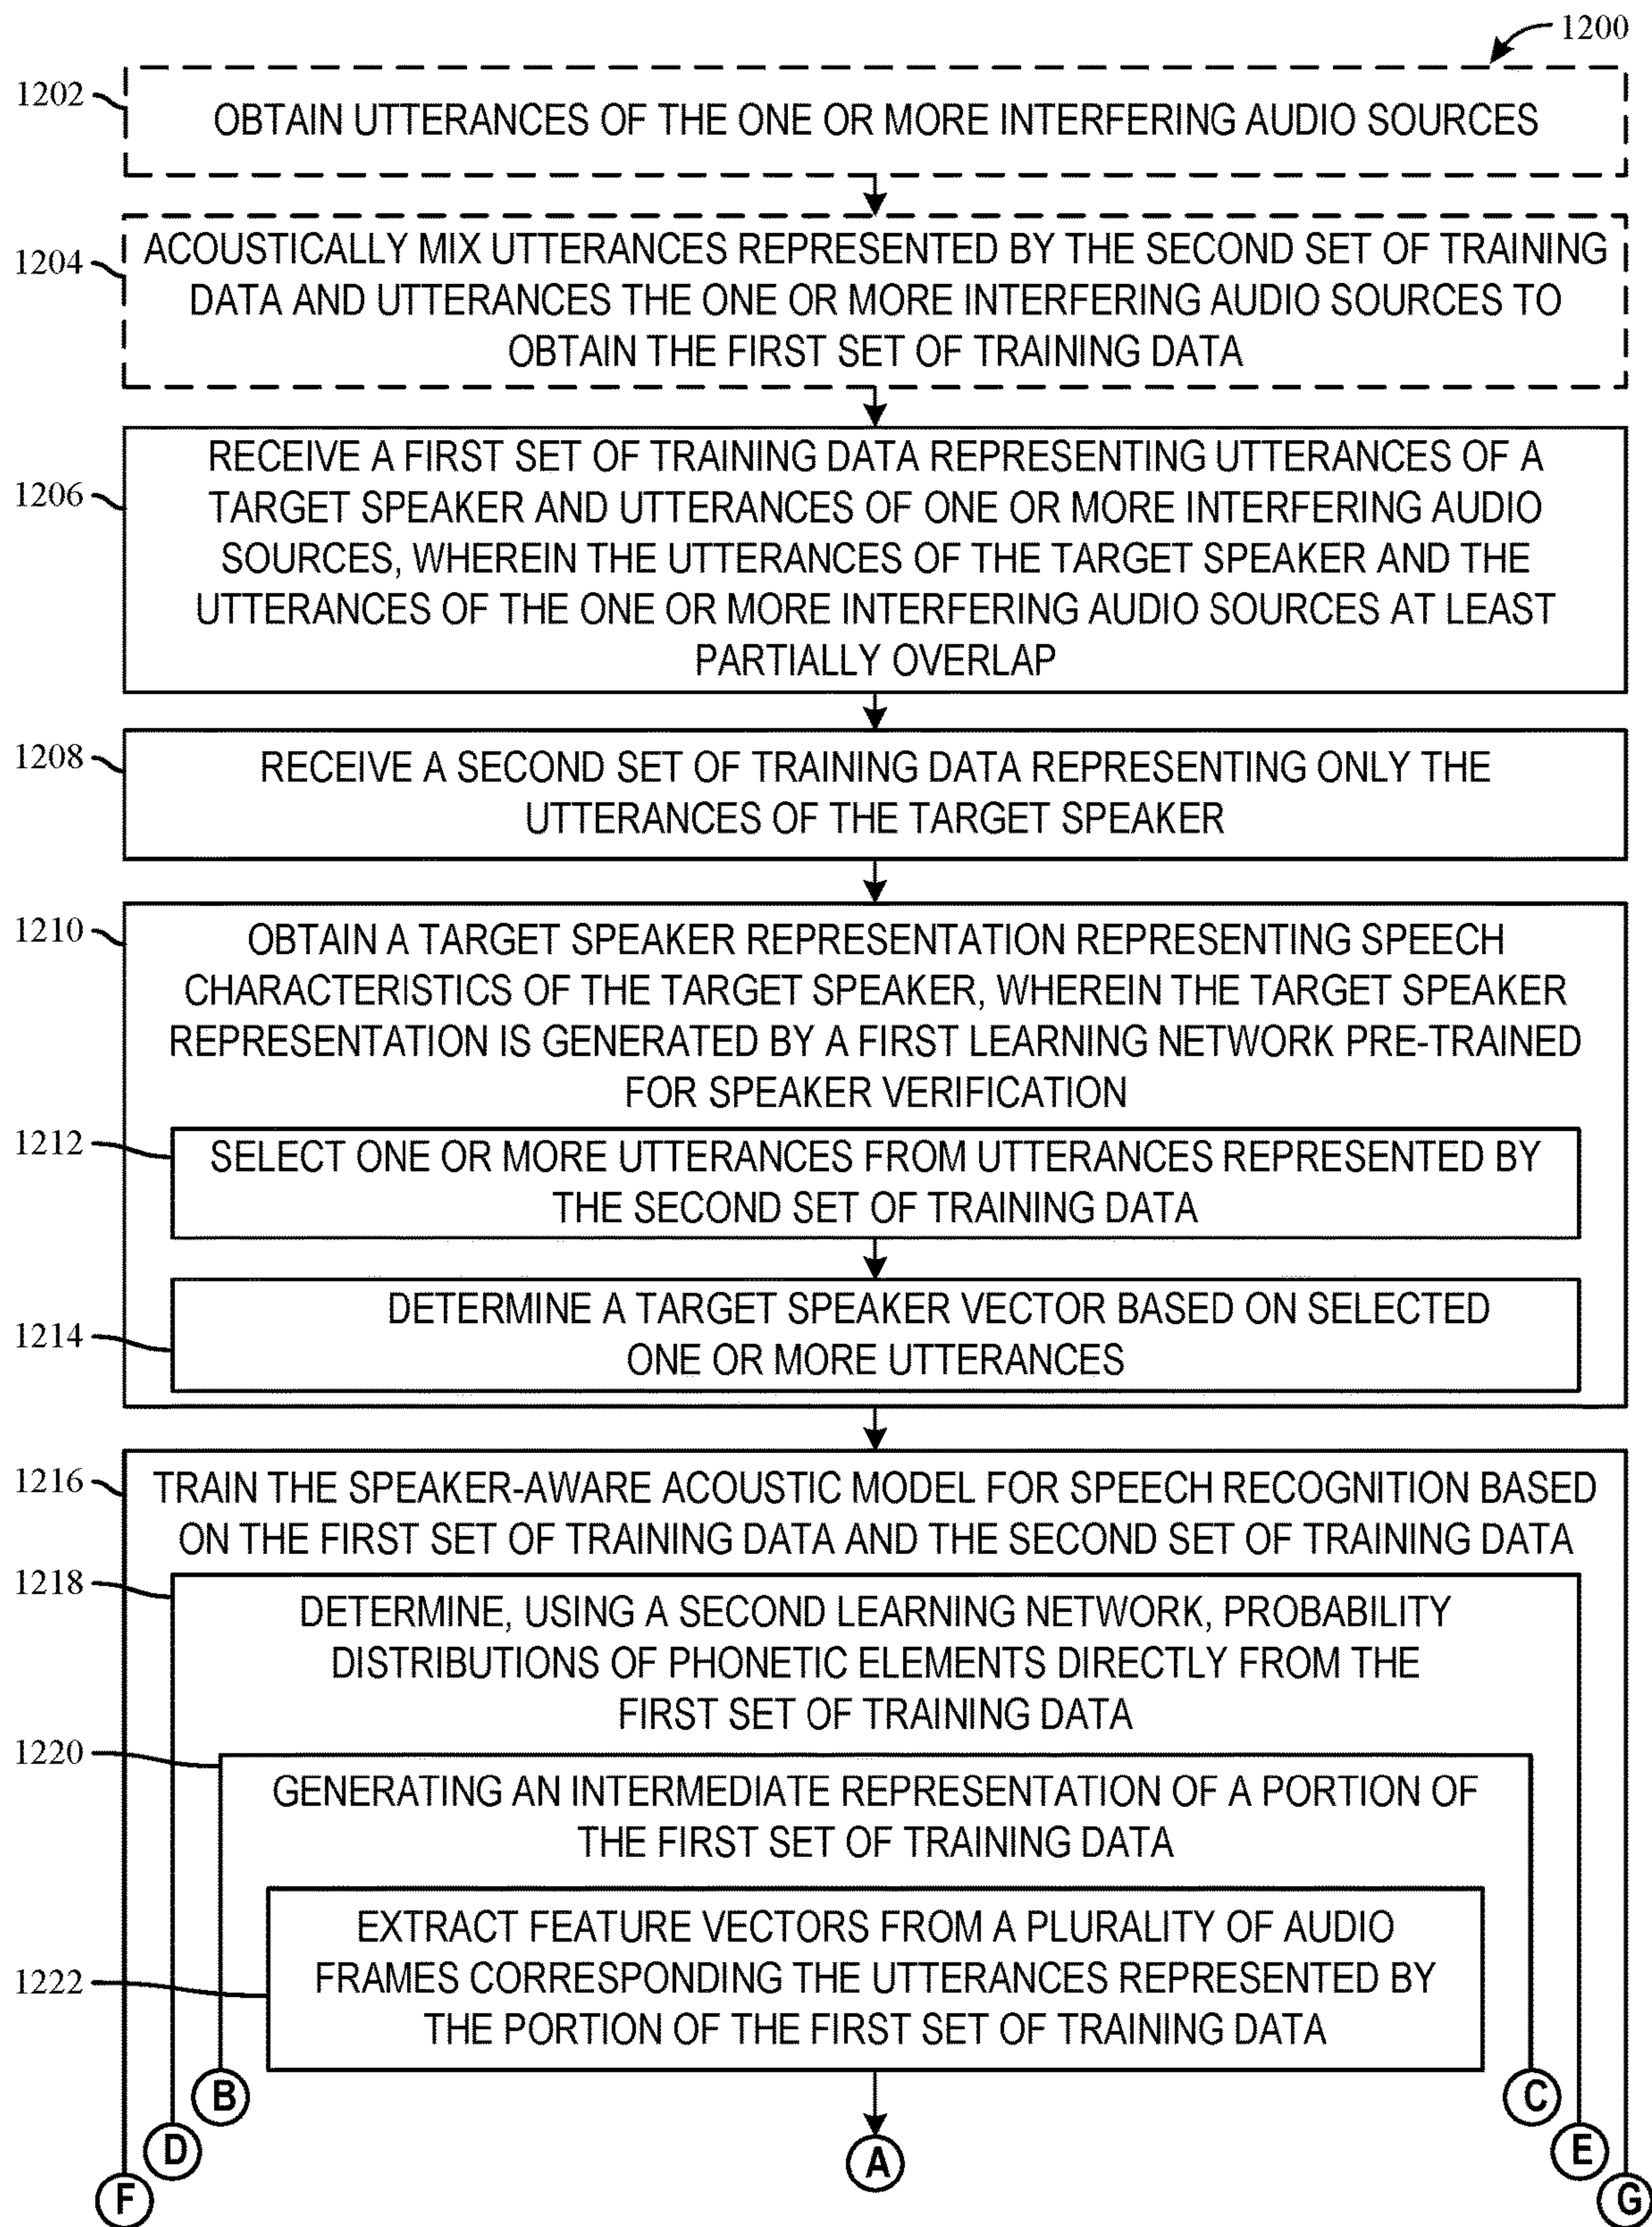 1200
1202
OBTAIN UTTERANCES OF THE ONE OR MORE INTERFERING AUDIO SOURCES
1204
ACOUSTICALLY MIX UTTERANCES REPRESENTED BY THE SECOND SET OF TRAINING
DATA AND UTTERANCES THE ONE OR MORE INTERFERING AUDIO SOURCES TO
OBTAIN THE FIRST SET OF TRAINING DATA
1206
RECEIVE A FIRST SET OF TRAINING DATA REPRESENTING UTTERANCES OF A
TARGET SPEAKER AND UTTERANCES OF ONE OR MORE INTERFERING AUDIO
SOURCES, WHEREIN THE UTTERANCES OF THE TARGET SPEAKER AND THE
UTTERANCES OF THE ONE OR MORE INTERFERING AUDIO SOURCES AT LEAST
PARTIALLY OVERLAP
1208
RECEIVE A SECOND SET OF TRAINING DATA REPRESENTING ONLY THE
UTTERANCES OF THE TARGET SPEAKER
1210
OBTAIN A TARGET SPEAKER REPRESENTATION REPRESENTING SPEECH
CHARACTERISTICS OF THE TARGET SPEAKER, WHEREIN THE TARGET SPEAKER
REPRESENTATION IS GENERATED BY A FIRST LEARNING NETWORK PRE-TRAINED
FOR SPEAKER VERIFICATION
1212
SELECT ONE OR MORE UTTERANCES FROM UTTERANCES REPRESENTED BY
THE SECOND SET OF TRAINING DATA
1214
DETERMINE A TARGET SPEAKER VECTOR BASED ON SELECTED
ONE OR MORE UTTERANCES
1216
TRAIN THE SPEAKER-AWARE ACOUSTIC MODEL FOR SPEECH RECOGNITION BASED
ON THE FIRST SET OF TRAINING DATA AND THE SECOND SET OF TRAINING DATA
1218
DETERMINE, USING A SECOND LEARNING NETWORK, PROBABILITY
DISTRIBUTIONS OF PHONETIC ELEMENTS DIRECTLY FROM THE
FIRST SET OF TRAINING DATA
1220
GENERATING AN INTERMEDIATE REPRESENTATION OF A PORTION OF
THE FIRST SET OF TRAINING DATA
1222
EXTRACT FEATURE VECTORS FROM A PLURALITY OF AUDIO
FRAMES CORRESPONDING THE UTTERANCES REPRESENTED BY
THE PORTION OF THE FIRST SET OF TRAINING DATA
B
C
D
A
E
F
G